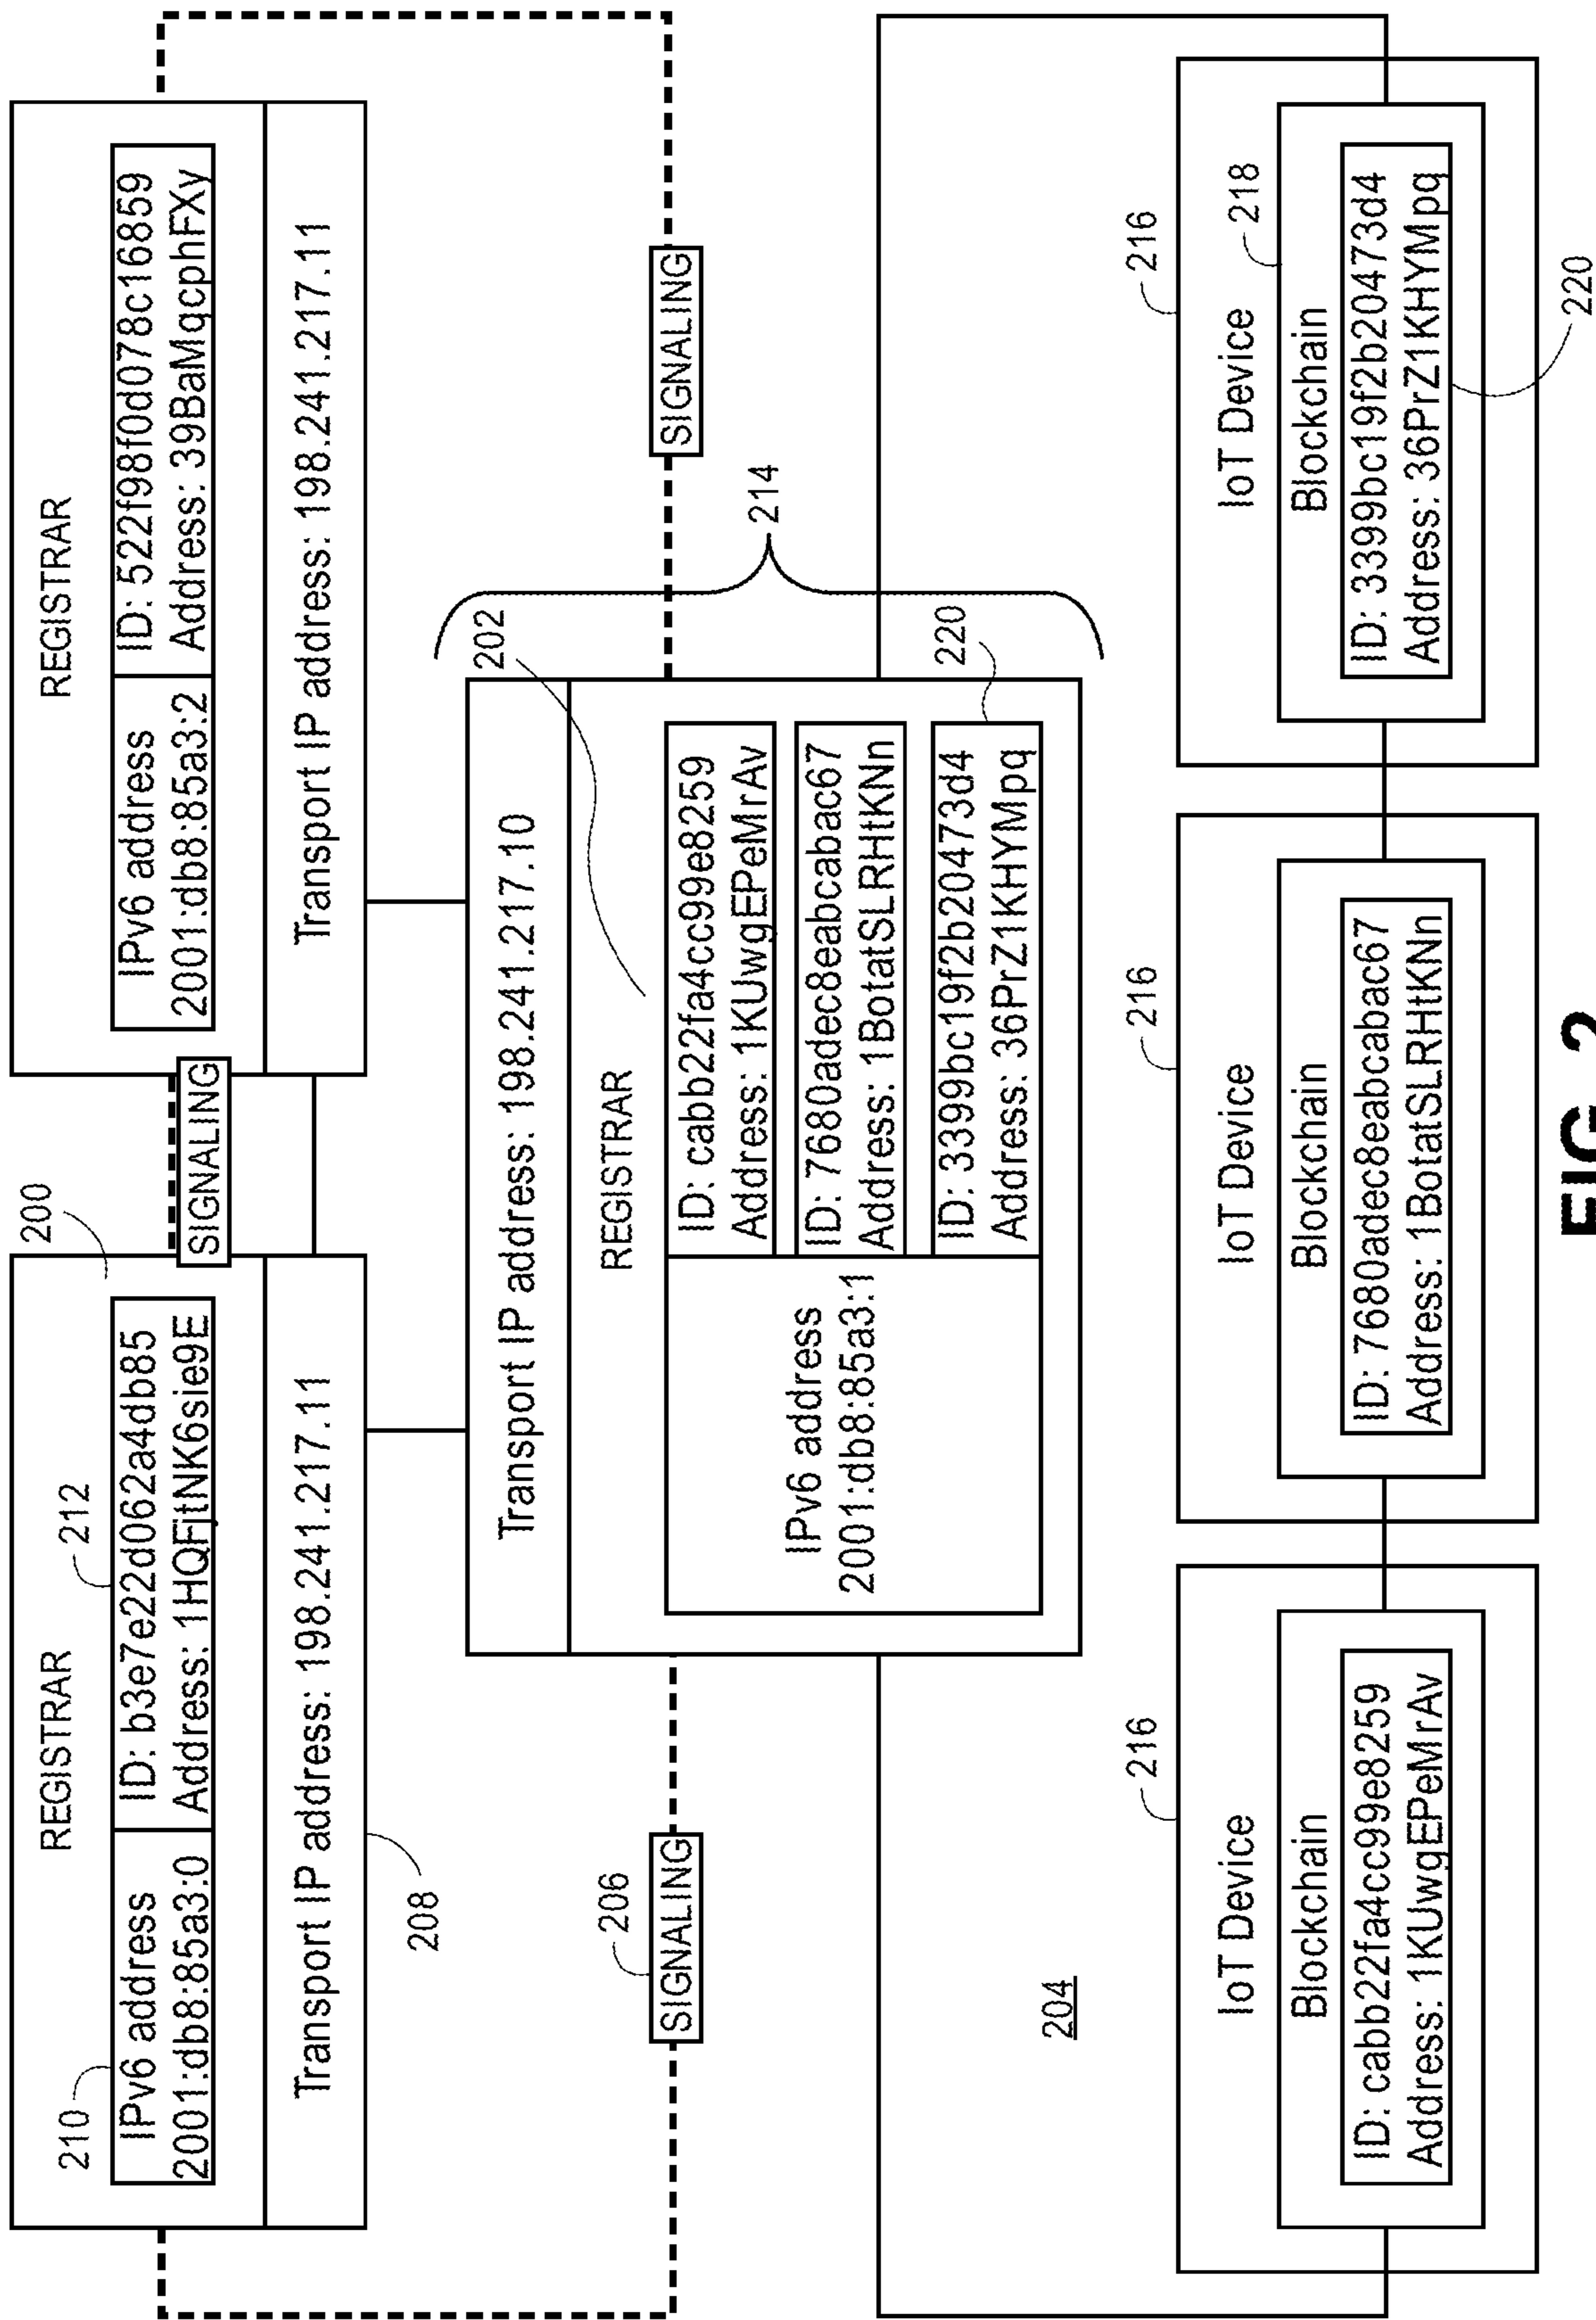 REGISTRAR
200
210
212
IPv6 address
2001:db8:85a3:0
ID: b3e7e22d062a4db85
Address: 1HQFjtNK6sie9E
Transport IP address: 198.241.217.11
208
SIGNALING
REGISTRAR
IPv6 address
2001:db8:85a3:2
ID: 522f98f0d078c16859
Address: 39BaMqcphFXy
Transport IP address: 198.241.217.11
206
SIGNALING
SIGNALING
202
214
Transport IP address: 198.241.217.10
REGISTRAR
IPv6 address
2001:db8:85a3:1
ID: cabb22fa4cc99e8259
Address: 1KUwgEPeMrAv
ID: 7680adec8eabcabac67
Address: 1BotatSLRHtKNn
ID: 3399bc19f2b20473d4
Address: 36PrZ1KHYMpq
220
204
216
IoT Device
Blockchain
ID: cabb22fa4cc99e8259
Address: 1KUwgEPeMrAv
216
IoT Device
Blockchain
ID: 7680adec8eabcabac67
Address: 1BotatSLRHtKNn
216
IoT Device
218
Blockchain
ID: 3399bc19f2b20473d4
Address: 36PrZ1KHYMpq
220
FIG. 2